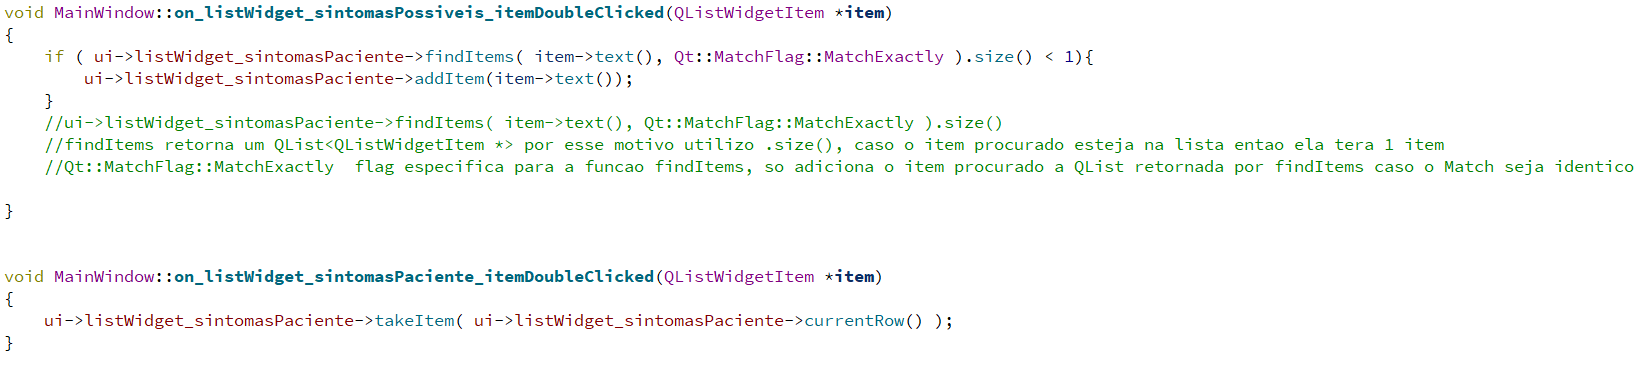 void MainWindow::on_listWidget_sintomasPossiveis_itemDoubleClicked(QListWidgetItem *item)
{
    if ( ui->listWidget_sintomasPaciente->findItems( item->text(), Qt::MatchFlag::MatchExactly ).size() < 1){
        ui->listWidget_sintomasPaciente->addItem(item->text());
    }
    //ui->listWidget_sintomasPaciente->findItems( item->text(), Qt::MatchFlag::MatchExactly ).size()
    //findItems retorna um QList<QListWidgetItem *> por esse motivo utilizo .size(), caso o item procurado esteja na lista entao ela tera 1 item
    //Qt::MatchFlag::MatchExactly  flag especifica para a funcao findItems, so adiciona o item procurado a QList retornada por findItems caso o Match seja identico
}
void MainWindow::on_listWidget_sintomasPaciente_itemDoubleClicked(QListWidgetItem *item)
{
    ui->listWidget_sintomasPaciente->takeItem( ui->listWidget_sintomasPaciente->currentRow() );
}